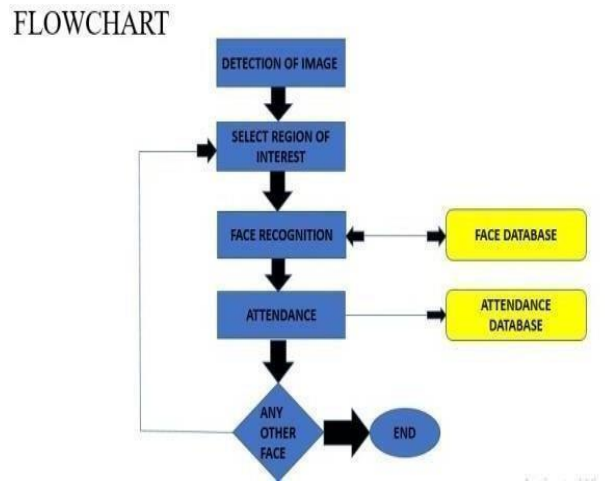 FLOWCHART
DETECTION OF IMAGE
SELECT REGION OF
INTEREST
FACE RECOGNITION
FACE DATABASE
ATTENDANCE
ATTENDANCE
DATABASE
ANY
OTHER
FACE
END